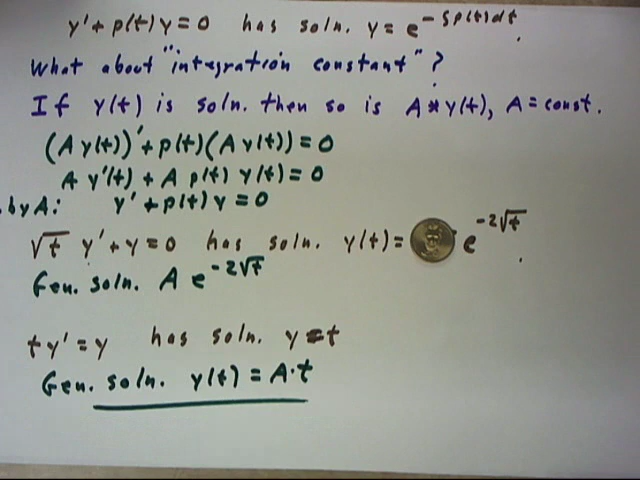 y' + p(t) y = 0 has soln. y = e^{-∫p(t)dt}.
What about "integration constant"?
If y(t) is soln. then so is A*y(t), A = const.
(A y(t))' + p(t)(A y(t)) = 0
A y'(t) + A p(t) y(t) = 0
by A: y' + p(t) y = 0
√t y' + y = 0 has soln. y(t) = e^{-2√t}.
Gen. soln. A e^{-2√t}
t y' = y has soln. y = t
Gen. soln. y(t) = A·t